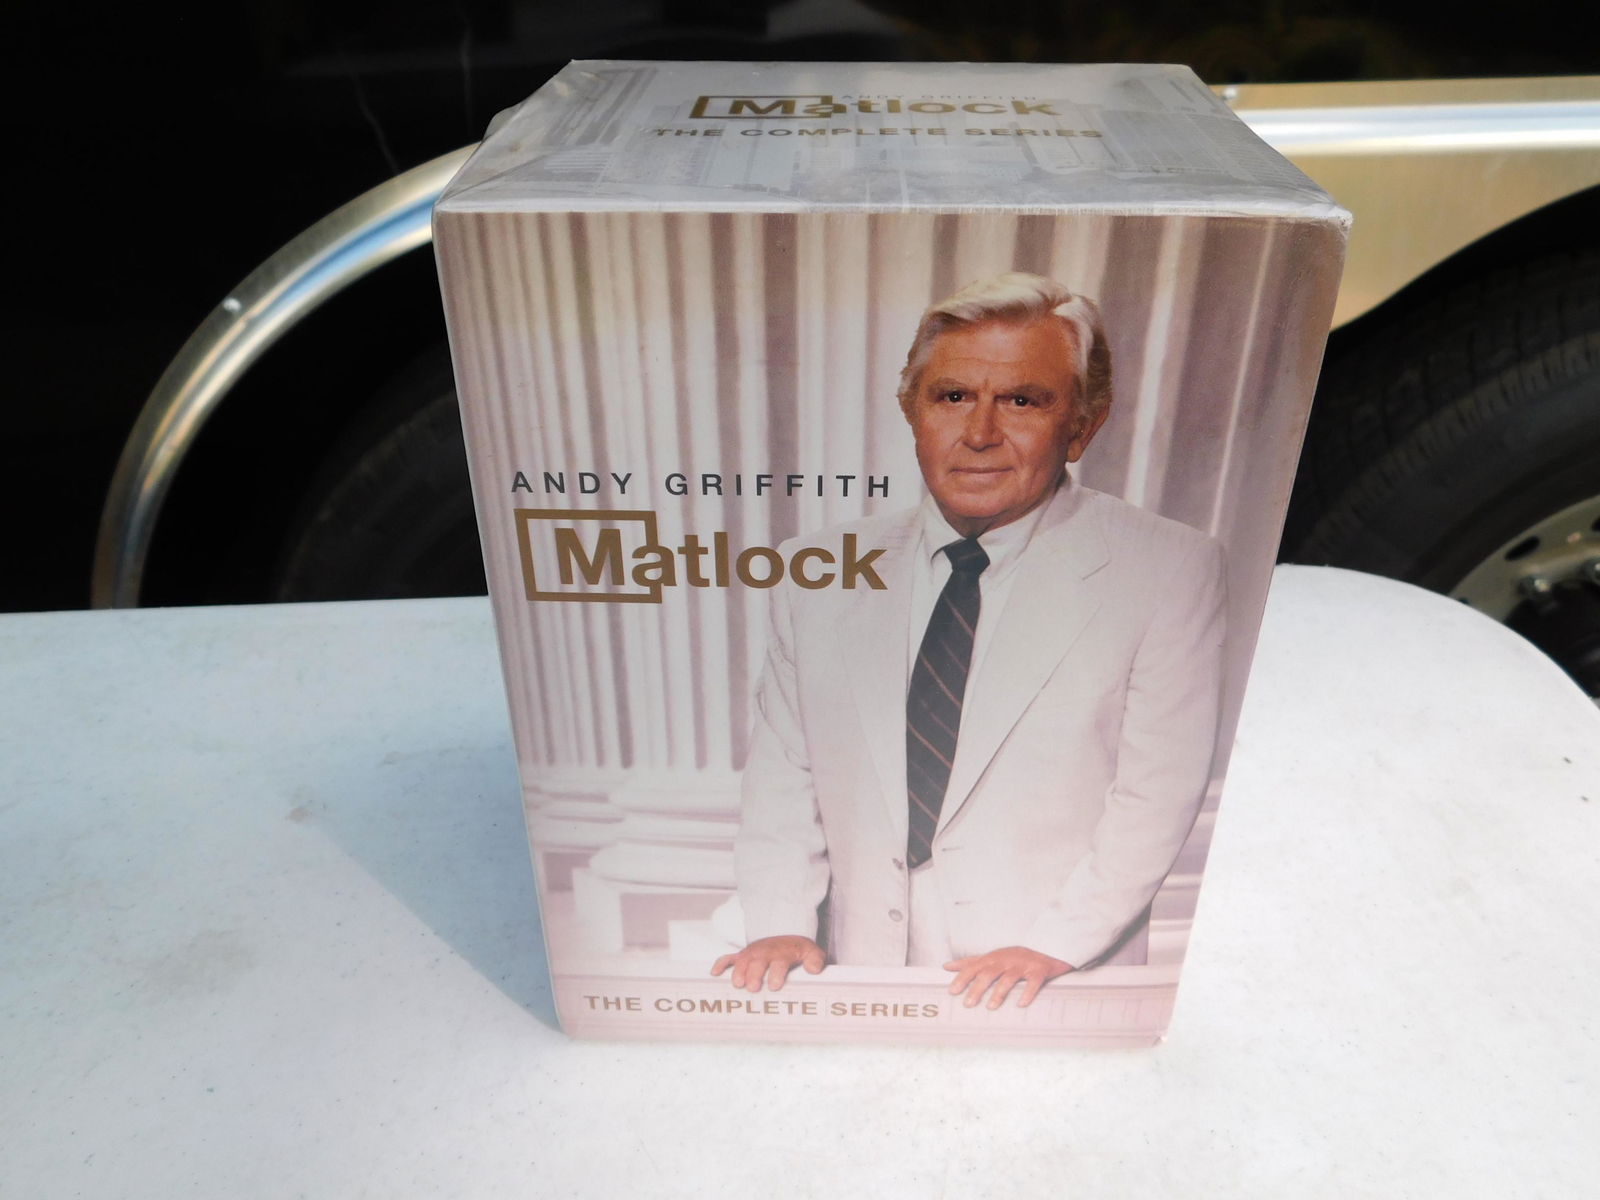 ANDY GRIFFITH
Matlock
THE COMPLETE SERIES
ANDY GRIFFITH
Matlock
THE COMPLETE SERIES